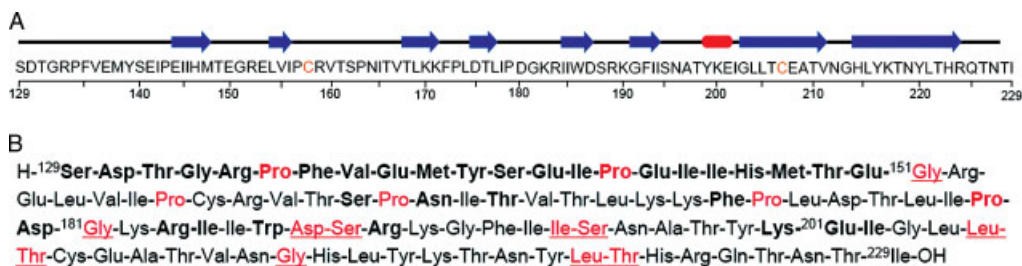 A
SDTGRPFVEMYSEIPEIIHMTEGRELVIPCRVTSPNITVTLKKFPLDTLIPDGKRIIWDSRKGFIISNATYKEIGLLTCEATVNGHLYKTNYLTHRQTNTI
129 140 150 160 170 180 190 200 210 220 229
B
H-¹²⁹Ser-Asp-Thr-Gly-Arg-Pro-Phe-Val-Glu-Met-Tyr-Ser-Glu-Ile-Pro-Glu-Ile-Ile-His-Met-Thr-Glu-¹⁵¹Gly-Arg-
Glu-Leu-Val-Ile-Pro-Cys-Arg-Val-Thr-Ser-Pro-Asn-Ile-Thr-Val-Thr-Leu-Lys-Lys-Phe-Pro-Leu-Asp-Thr-Leu-Ile-Pro-
Asp-¹⁸¹Gly-Lys-Arg-Ile-Ile-Trp-Asp-Ser-Arg-Lys-Gly-Phe-Ile-Ile-Ser-Asn-Ala-Thr-Tyr-Lys-²⁰¹Glu-Ile-Gly-Leu-Leu-
Thr-Cys-Glu-Ala-Thr-Val-Asn-Gly-His-Leu-Tyr-Lys-Thr-Asn-Tyr-Leu-Thr-His-Arg-Gln-Thr-Asn-Thr-²²⁹Ile-OH